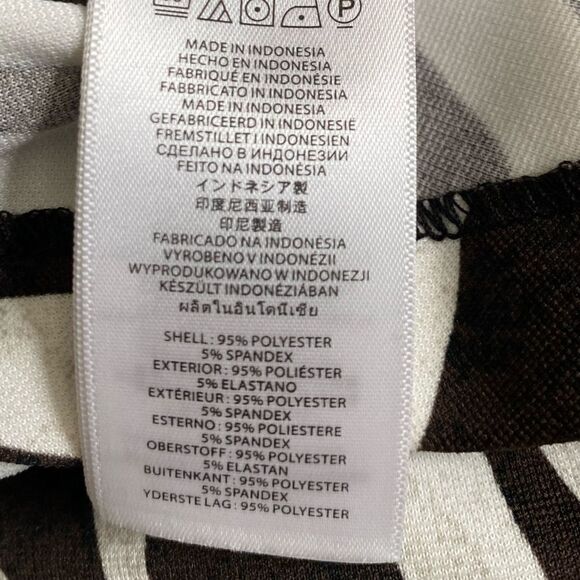 P
MADE IN INDONESIA
HECHO EN INDONESIA
FABRIQUÉ EN INDONÉSIE
FABBRICATO IN INDONESIA
MADE IN INDONESIA
GEFABRICEERD IN INDONESIË
FREMSTILLET I INDONESIEN
СДЕЛАНО В ИНДОНЕЗИИ
FEITO NA INDONÉSIA
インドネシア製
印度尼西亚制造
印尼製造
FABRICADO NA INDONÉSIA
VYROBENO V INDONÉZII
WYPRODUKOWANO W INDONEZJI
KÉSZÜLT INDONÉZIÁBAN
ผลิตในอินโดนีเซีย
SHELL : 95% POLYESTER
5% SPANDEX
EXTERIOR : 95% POLIÉSTER
5% ELASTANO
EXTÉRIEUR : 95% POLYESTER
5% SPANDEX
ESTERNO : 95% POLIESTERE
5% SPANDEX
OBERSTOFF : 95% POLYESTER
5% ELASTAN
BUITENKANT : 95% POLYESTER
5% SPANDEX
YDERSTE LAG : 95% POLYESTER